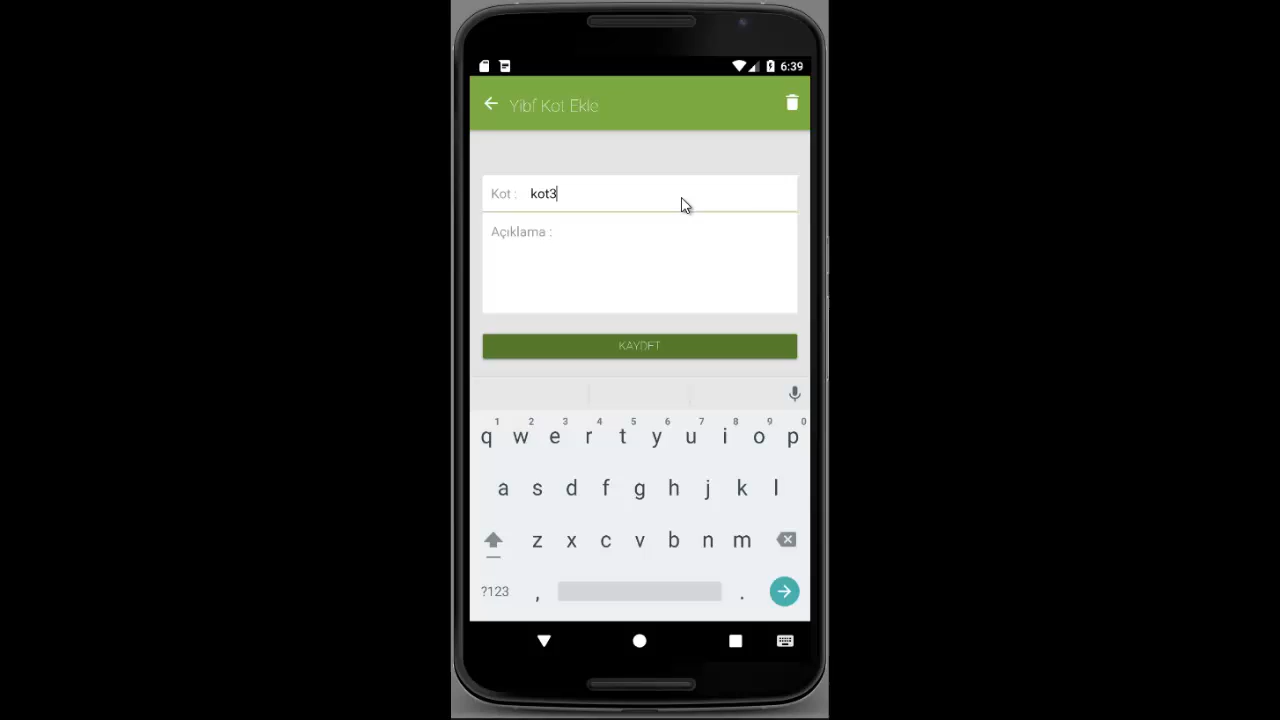 6:39
Yibf Kot Ekle
Kot : kot3
Açıklama :
KAYDET
1 2 3 4 5 6 7 8 9 0
q w e r t y u i o p
a s d f g h j k l
z x c v b n m
?123 , .